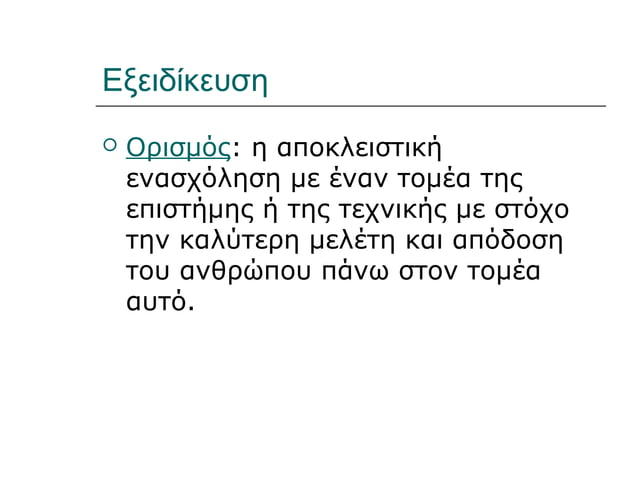 Εξειδίκευση
Ορισμός: η αποκλειστική
ενασχόληση με έναν τομέα της
επιστήμης ή της τεχνικής με στόχο
την καλύτερη μελέτη και απόδοση
του ανθρώπου πάνω στον τομέα
αυτό.